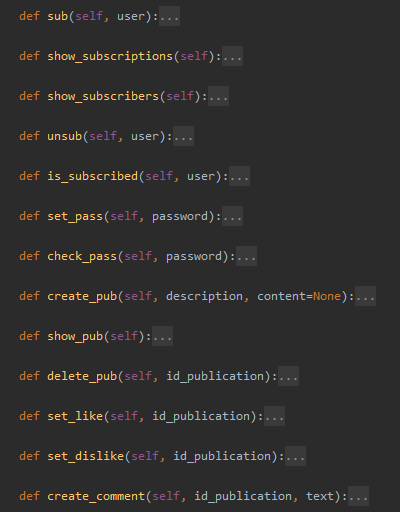 def sub(self, user):...
def show_subscriptions(self):...
def show_subscribers(self):...
def unsub(self, user):...
def is_subscribed(self, user):...
def set_pass(self, password):...
def check_pass(self, password):...
def create_pub(self, description, content=None):...
def show_pub(self):...
def delete_pub(self, id_publication):...
def set_like(self, id_publication):...
def set_dislike(self, id_publication):...
def create_comment(self, id_publication, text):...